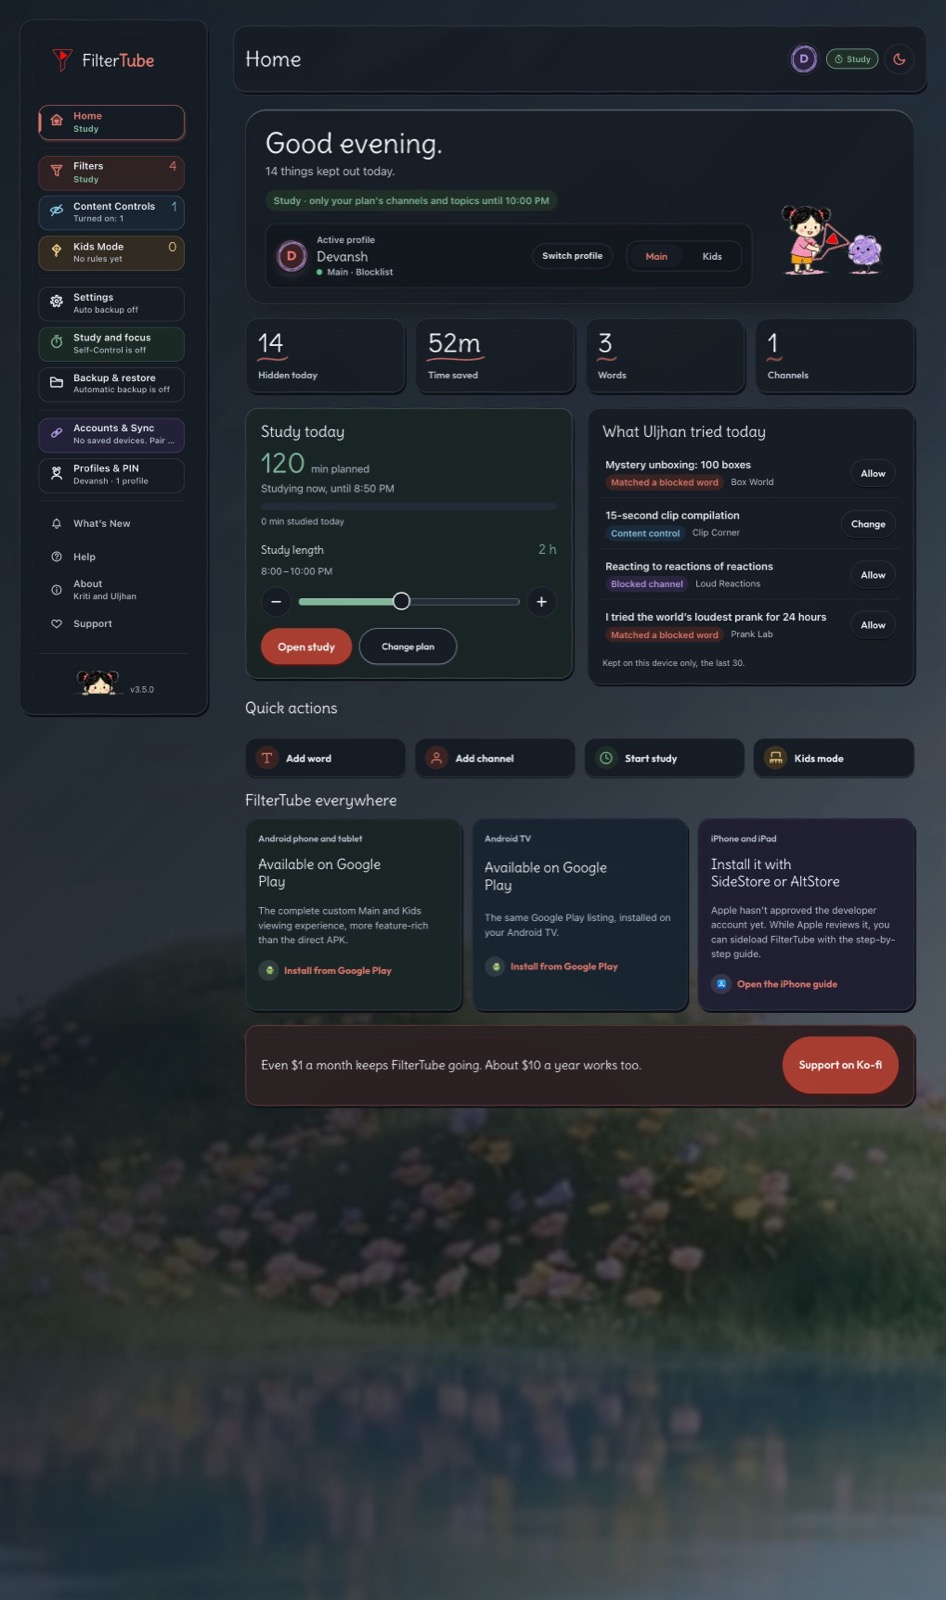 FilterTube
Home
Study
Filters
4
Study
Content Controls
1
Turned on: 1
Kids Mode
0
No rules yet
Settings
Auto backup off
Study and focus
Self-Control is off
Backup & restore
Automatic backup is off
Accounts & Sync
No saved devices. Pair ...
Profiles & PIN
Devansh · 1 profile
What's New
Help
About
Kriti and Uljhan
Support
v3.5.0
Home
D
Study
Good evening.
14 things kept out today.
Study · only your plan's channels and topics until 10:00 PM
D
Active profile
Devansh
Main · Blocklist
Switch profile
Main
Kids
14
Hidden today
52m
Time saved
3
Words
1
Channels
Study today
120 min planned
Studying now, until 8:50 PM
0 min studied today
Study length
2 h
8:00–10:00 PM
Open study
Change plan
What Uljhan tried today
Mystery unboxing: 100 boxes
Matched a blocked word
Box World
Allow
15-second clip compilation
Content control
Clip Corner
Change
Reacting to reactions of reactions
Blocked channel
Loud Reactions
Allow
I tried the world's loudest prank for 24 hours
Matched a blocked word
Prank Lab
Allow
Kept on this device only, the last 30.
Quick actions
Add word
Add channel
Start study
Kids mode
FilterTube everywhere
Android phone and tablet
Available on Google
Play
The complete custom Main and Kids
viewing experience, more feature-rich
than the direct APK.
Install from Google Play
Android TV
Available on Google
Play
The same Google Play listing, installed on
your Android TV.
Install from Google Play
iPhone and iPad
Install it with
SideStore or AltStore
Apple hasn't approved the developer
account yet. While Apple reviews it, you
can sideload FilterTube with the step-by-
step guide.
Open the iPhone guide
Even $1 a month keeps FilterTube going. About $10 a year works too.
Support on Ko-fi